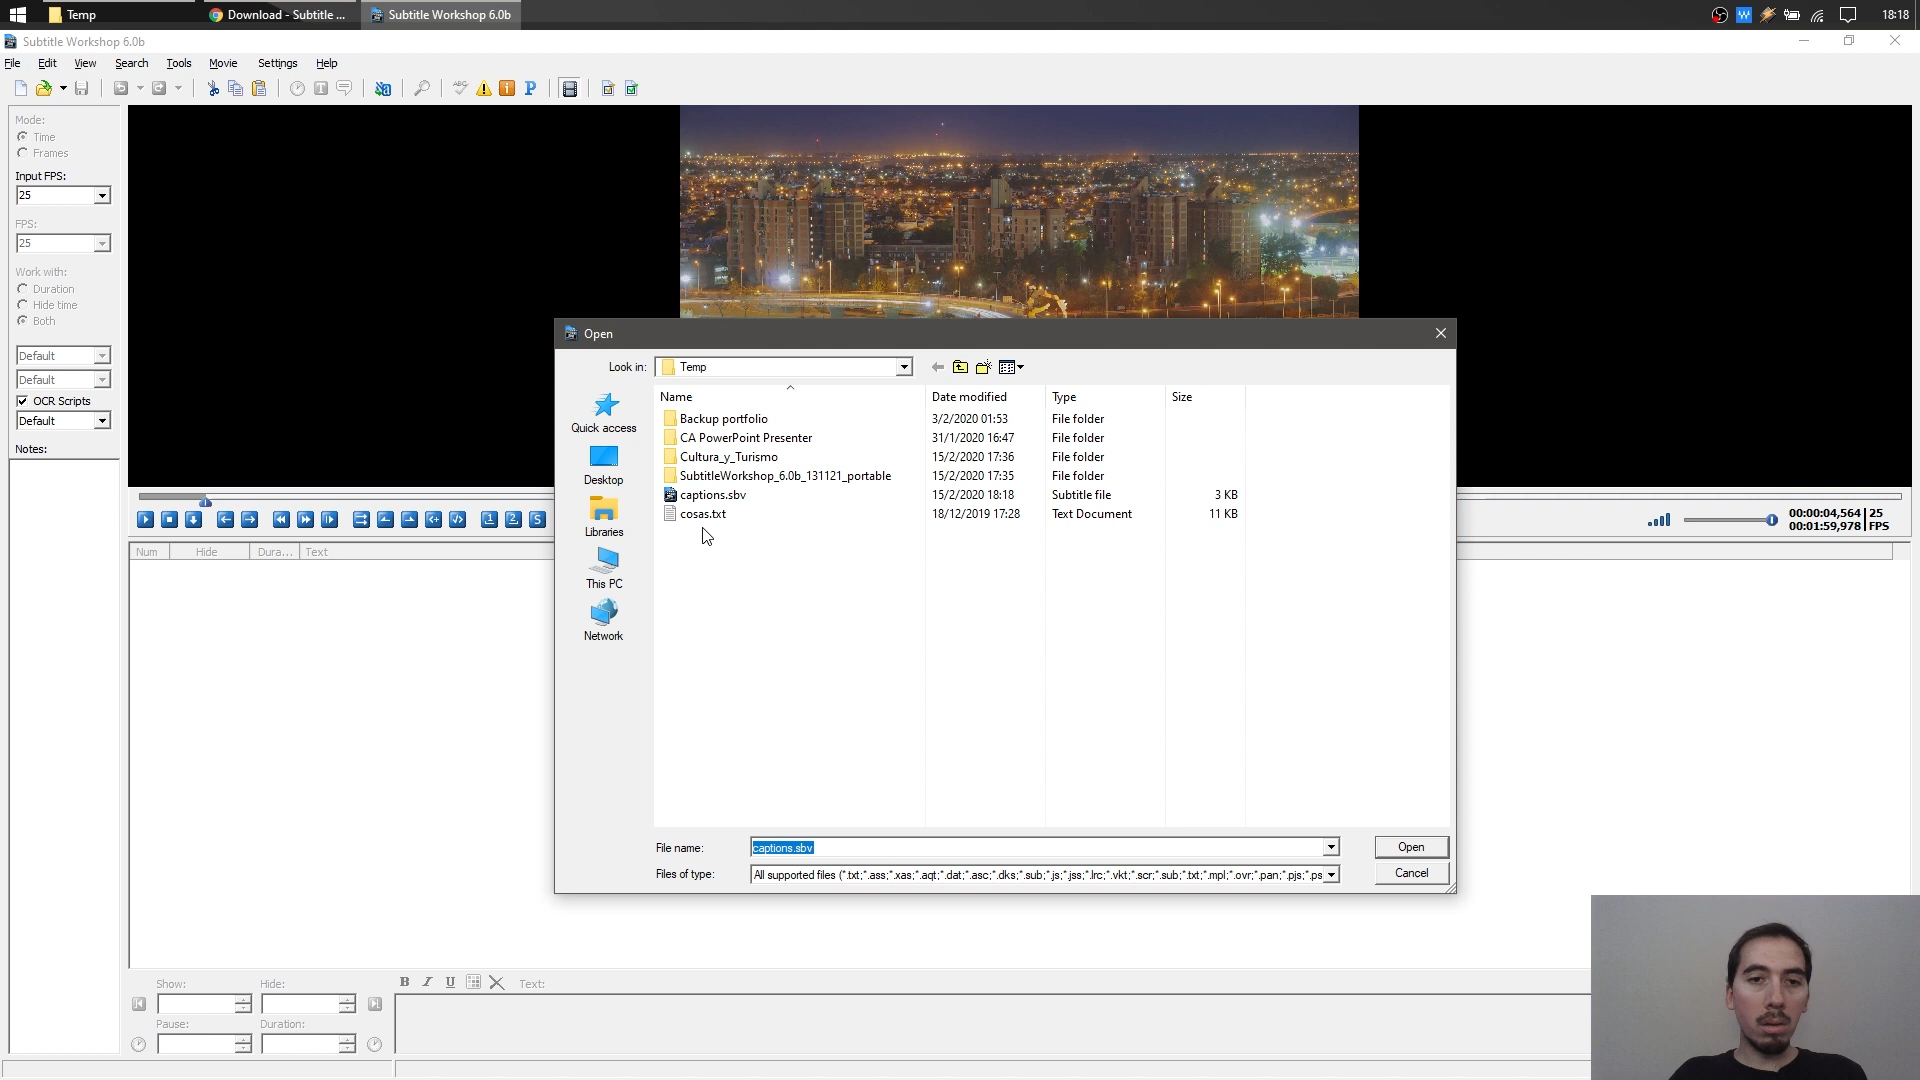 Temp
Download - Subtitle ...
Subtitle Workshop 6.0b
18:18
Subtitle Workshop 6.0b
File Edit View Search Tools Movie Settings Help
Mode:
Time
Frames
Input FPS:
25
FPS:
25
Work with:
Duration
Hide time
Both
Default
Default
OCR Scripts
Default
Notes:
Open
Look in: Temp
Name Date modified Type Size
Backup portfolio 3/2/2020 01:53 File folder
CA PowerPoint Presenter 31/1/2020 16:47 File folder
Cultura_y_Turismo 15/2/2020 17:36 File folder
SubtitleWorkshop_6.0b_131121_portable 15/2/2020 17:35 File folder
captions.sbv 15/2/2020 18:18 Subtitle file 3 KB
cosas.txt 18/12/2019 17:28 Text Document 11 KB
Quick access
Desktop
Libraries
This PC
Network
File name: captions.sbv Open
Files of type: All supported files (*.txt;*.ass;*.xas;*.aqt;*.dat;*.asc;*.dks;*.sub;*.js;*.jss;*.lrc;*.vkt;*.scr;*.sub;*.txt;*.mpl;*.ovr;*.pan;*.pjs;*.ps Cancel
00:00:04,564 25
00:01:59,978 FPS
Num Hide Dura... Text
Show: Hide:
B I U Text:
Pause: Duration: